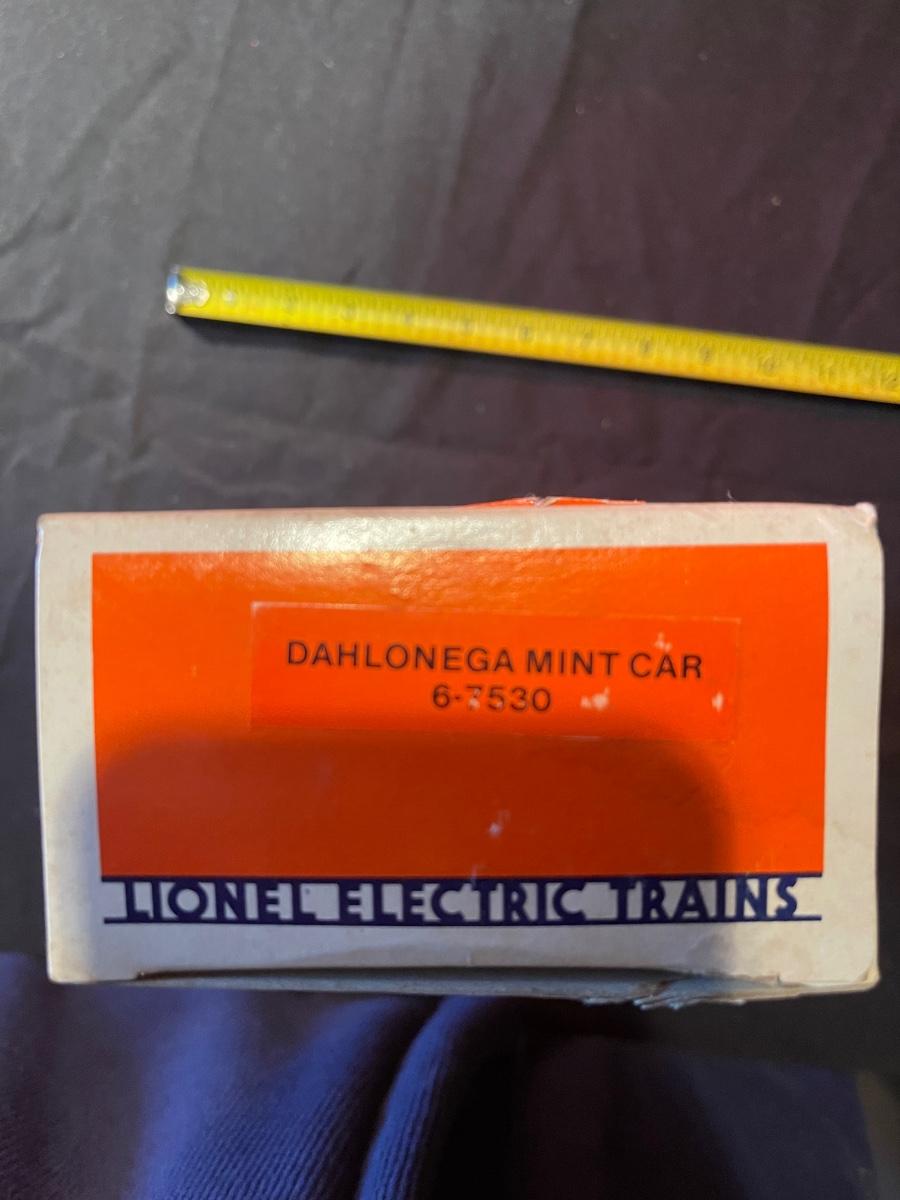 DAHLONEGA MINT CAR
6-7530
LIONEL ELECTRIC TRAINS